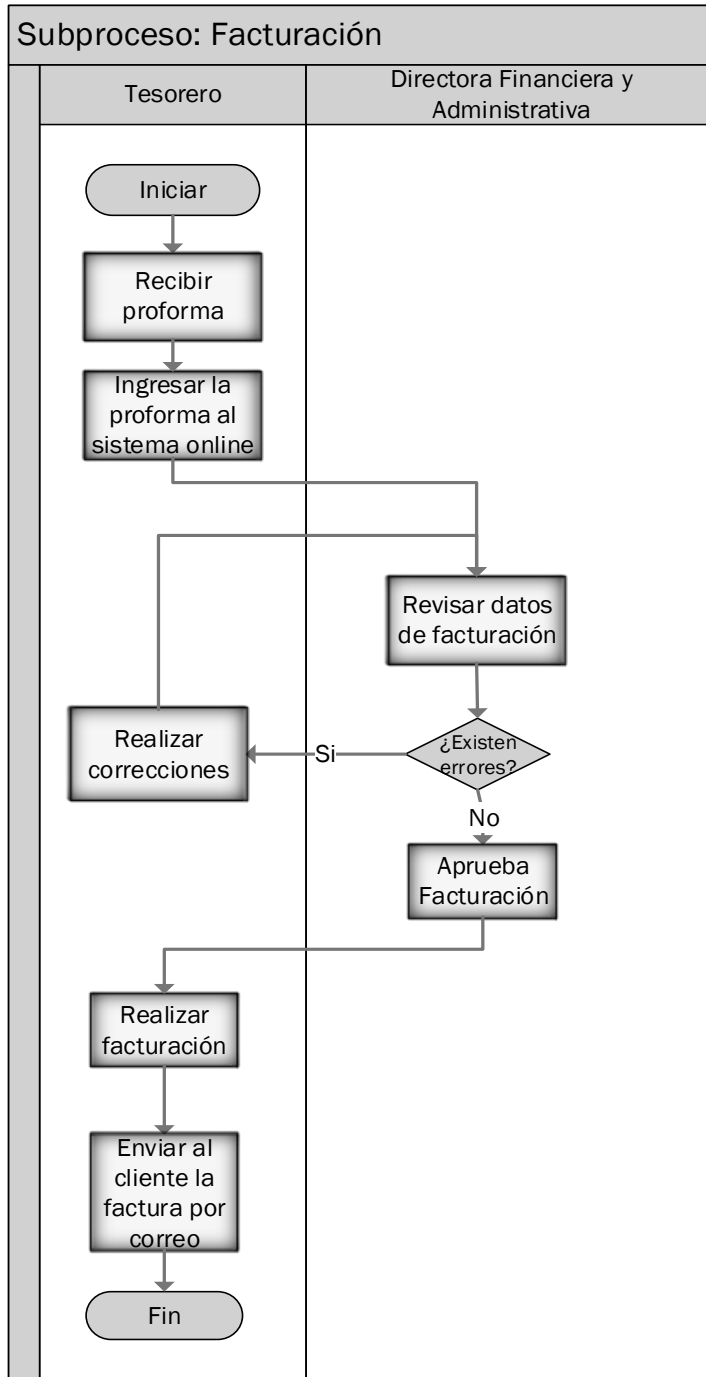 Subproceso: Facturación
Tesorero
Directora Financiera y
Administrativa
Iniciar
Recibir
proforma
Ingresar la
proforma al
sistema online
Revisar datos
de facturación
¿Existen
errores?
Si
Realizar
correcciones
No
Aprueba
Facturación
Realizar
facturación
Enviar al
cliente la
factura por
correo
Fin